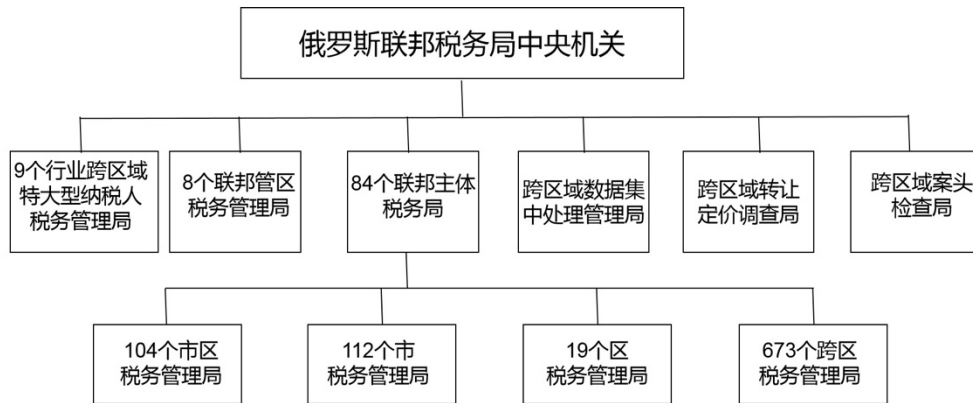 俄罗斯联邦税务局中央机关
9个行业跨区域
特大型纳税人
税务管理局
8个联邦管区
税务管理局
84个联邦主体
税务局
跨区域数据集
中处理管理局
跨区域转让
定价调查局
跨区域案头
检查局
104个市区
税务管理局
112个市
税务管理局
19个区
税务管理局
673个跨区
税务管理局